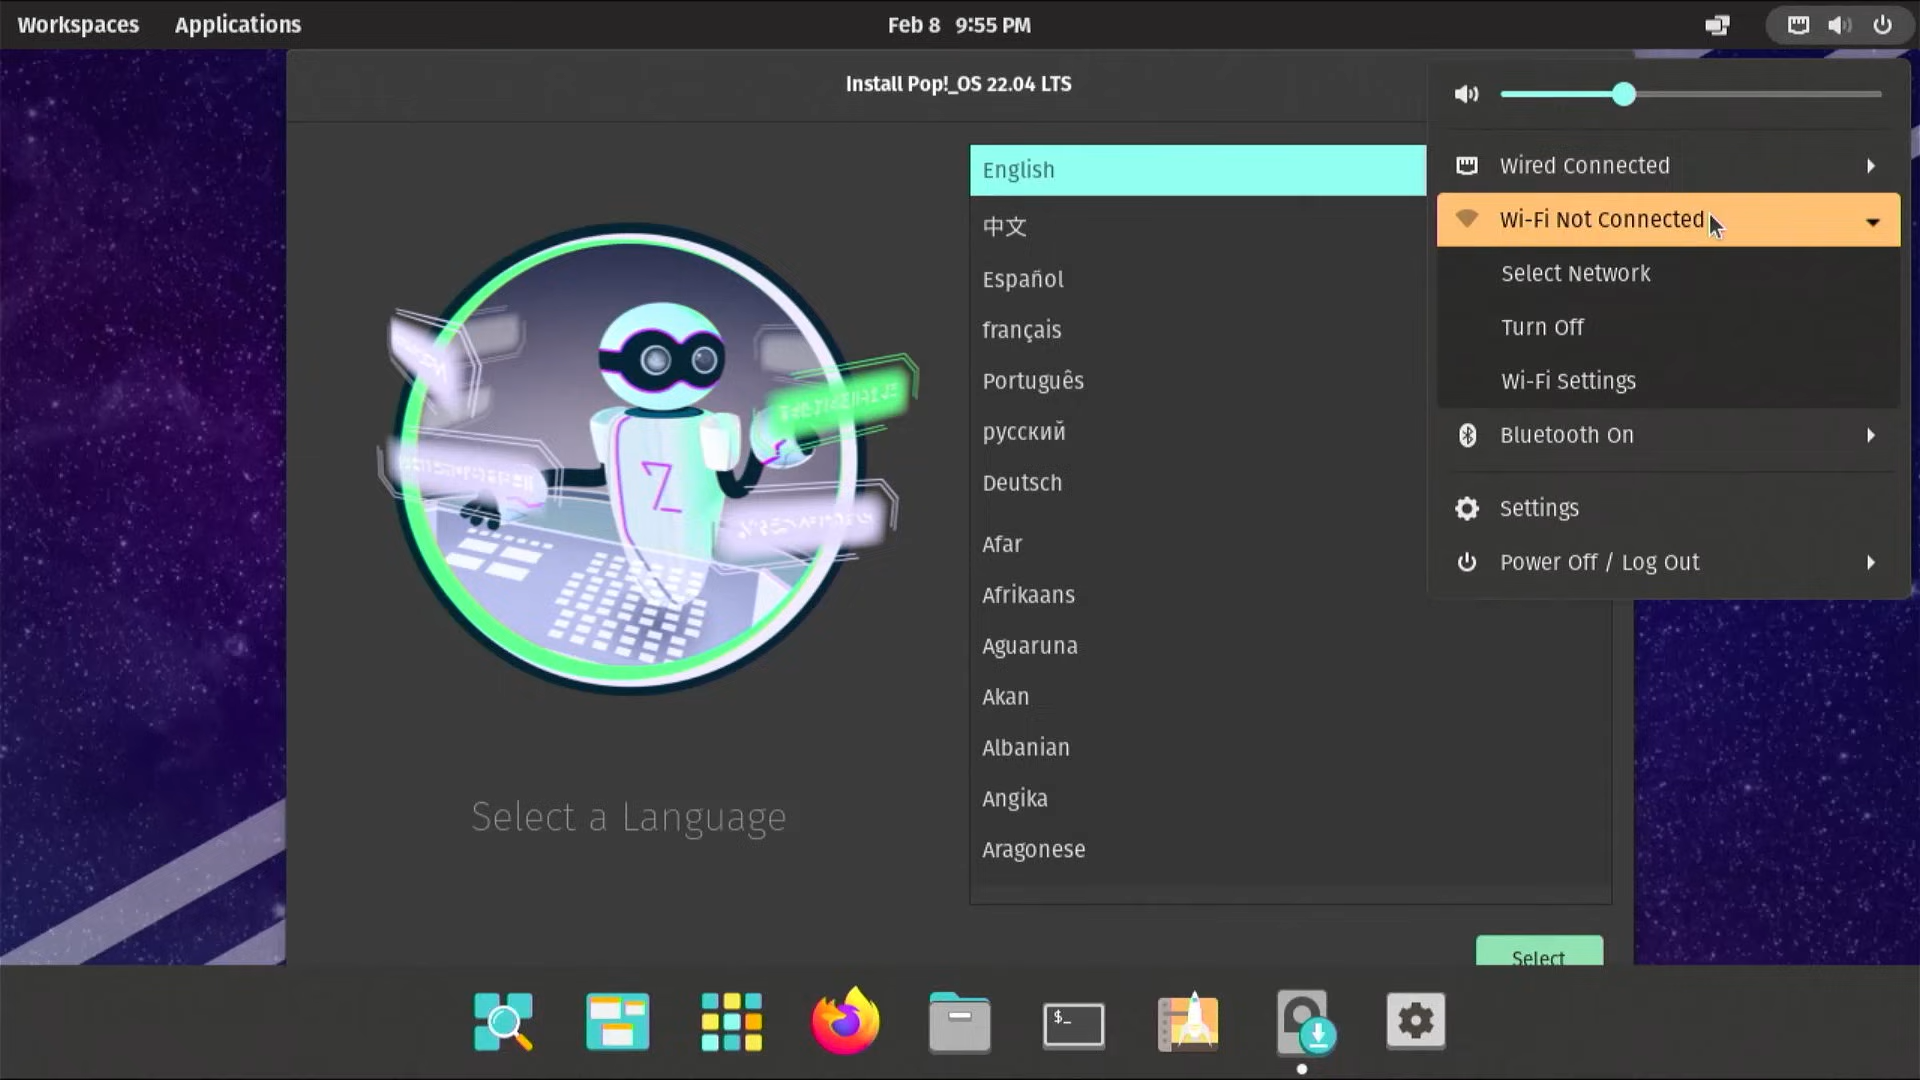 Workspaces
Applications
Feb 8 9:55 PM
Install Pop!_OS 22.04 LTS
English
中文
Español
français
Português
русский
Deutsch
Afar
Afrikaans
Aguaruna
Akan
Albanian
Angika
Aragonese
Select a Language
Select
Wired Connected
Wi-Fi Not Connected
Select Network
Turn Off
Wi-Fi Settings
Bluetooth On
Settings
Power Off / Log Out
$_